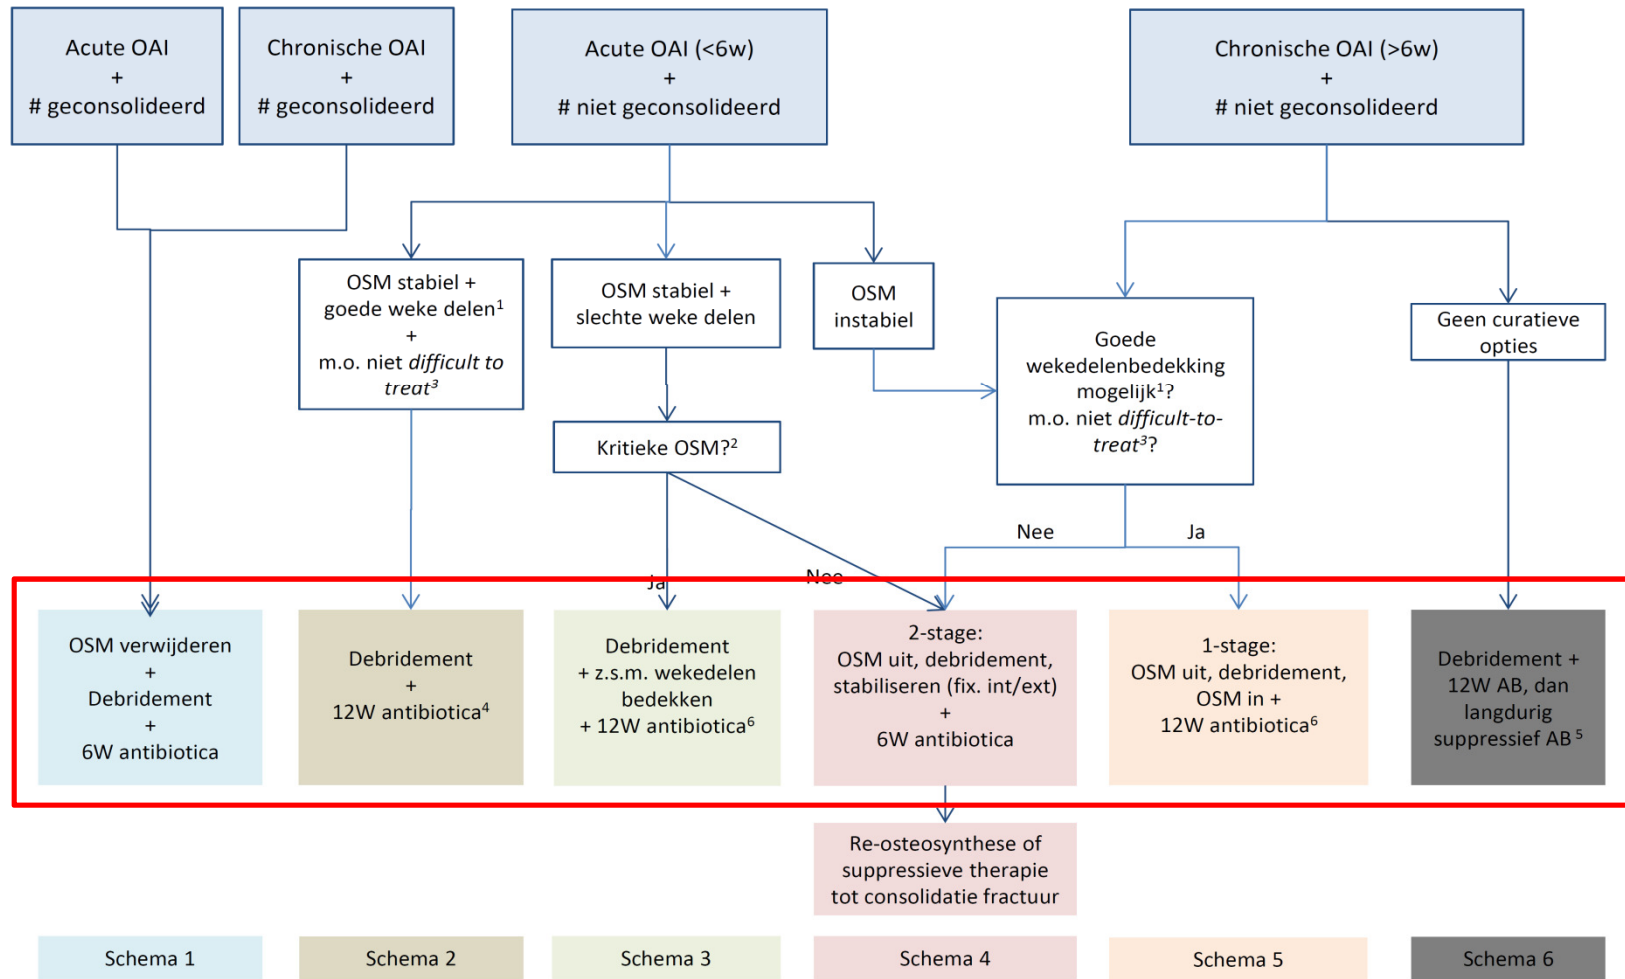 Acute OAI
+
# geconsolideerd
Chronische OAI
+
# geconsolideerd
Acute OAI (<6w)
+
# niet geconsolideerd
Chronische OAI (>6w)
+
# niet geconsolideerd
OSM stabiel +
goede weke delen¹
+
m.o. niet difficult to
treat³
OSM stabiel +
slechte weke delen
OSM
instabiel
Goede
wekedelenbedekking
mogelijk¹?
m.o. niet difficult-to-
treat³?
Geen curatieve
opties
Kritieke OSM?²
Nee
Ja
Ja
Nee
OSM verwijderen
+
Debridement
+
6W antibiotica
Debridement
+
12W antibiotica⁴
Debridement
+ z.s.m. wekedelen
bedekken
+ 12W antibiotica⁶
2-stage:
OSM uit, debridement,
stabiliseren (fix. int/ext)
+
6W antibiotica
1-stage:
OSM uit, debridement,
OSM in +
12W antibiotica⁶
Debridement +
12W AB, dan
langdurig
suppressief AB ⁵
Re-osteosynthese of
suppressieve therapie
tot consolidatie fractuur
Schema 1
Schema 2
Schema 3
Schema 4
Schema 5
Schema 6